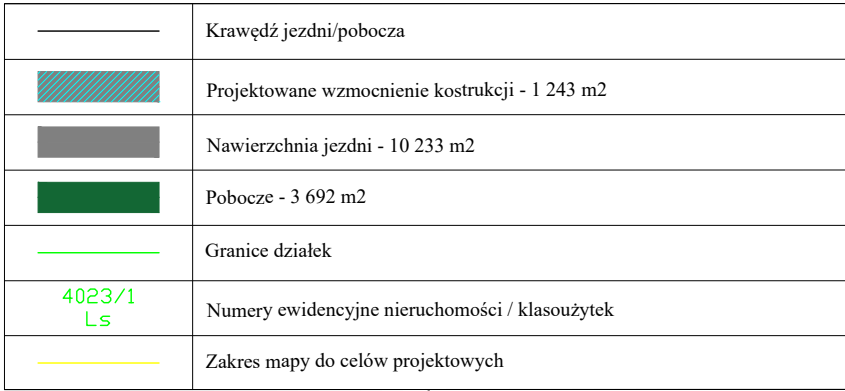 Krawędź jezdni/pobocza
Projektowane wzmocnienie kostrukcji - 1 243 m2
Nawierzchnia jezdni - 10 233 m2
Pobocze - 3 692 m2
Granice działek
4023/1
Ls
Numery ewidencyjne nieruchomości / klasoużytek
Zakres mapy do celów projektowych